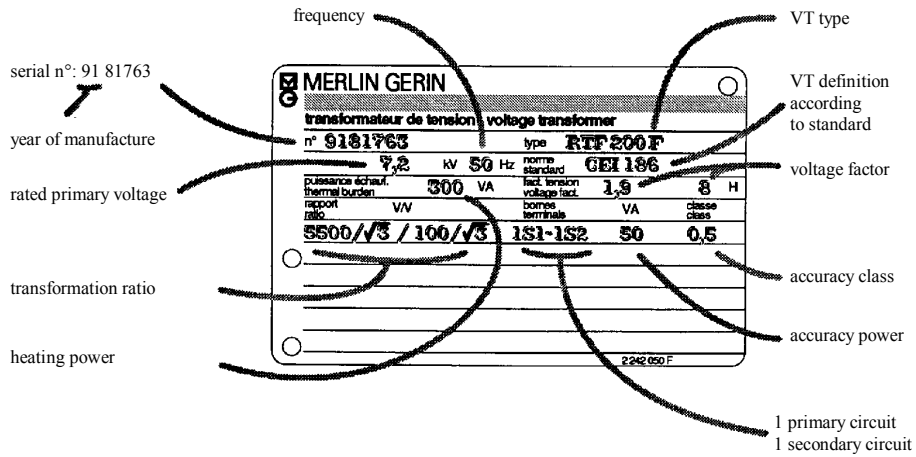 frequency
VT type
serial n°: 91 81763
VT definition
according
to standard
year of manufacture
voltage factor
rated primary voltage
accuracy class
transformation ratio
accuracy power
heating power
1 primary circuit
1 secondary circuit
MERLIN GERIN
transformateur de tension voltage transformer
n° 9181763 type RTF 200 F
7,2 kV 50 Hz norme standard CEI 186
puissance échauf. thermal burden 300 VA fact. tension voltage fact. 1,9 8 H
rapport ratio V/V bornes terminals VA classe class
5500/√3 / 100/√3 1S1-1S2 50 0,5
2 242 050 F